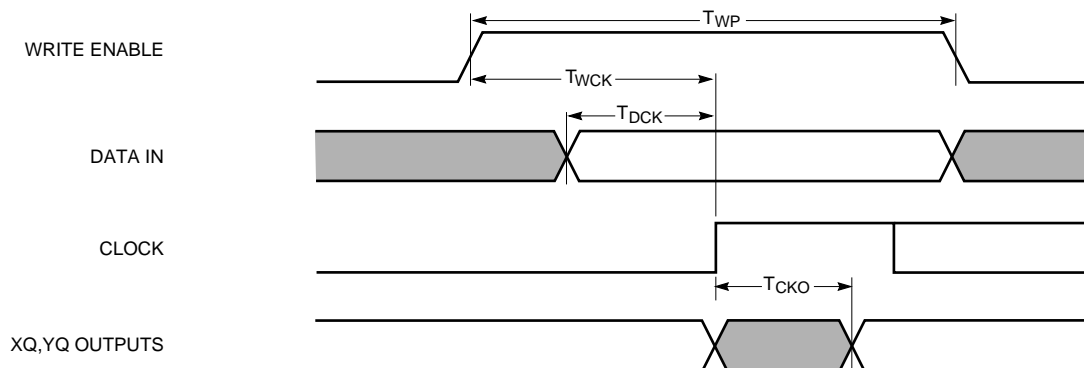 TWP
WRITE ENABLE
TWCK
TDCK
DATA IN
CLOCK
TCKO
XQ,YQ OUTPUTS